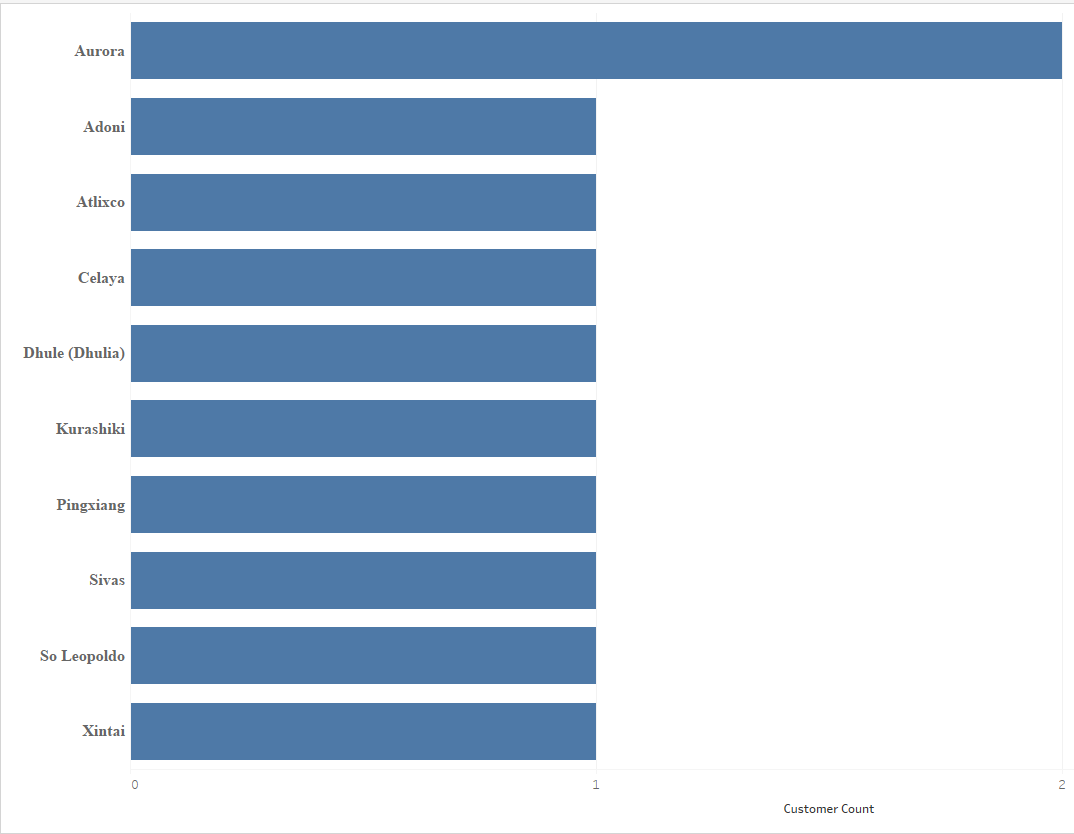 Aurora
Adoni
Atlixco
Celaya
Dhule (Dhulia)
Kurashiki
Pingxiang
Sivas
So Leopoldo
Xintai
0 1 2
Customer Count